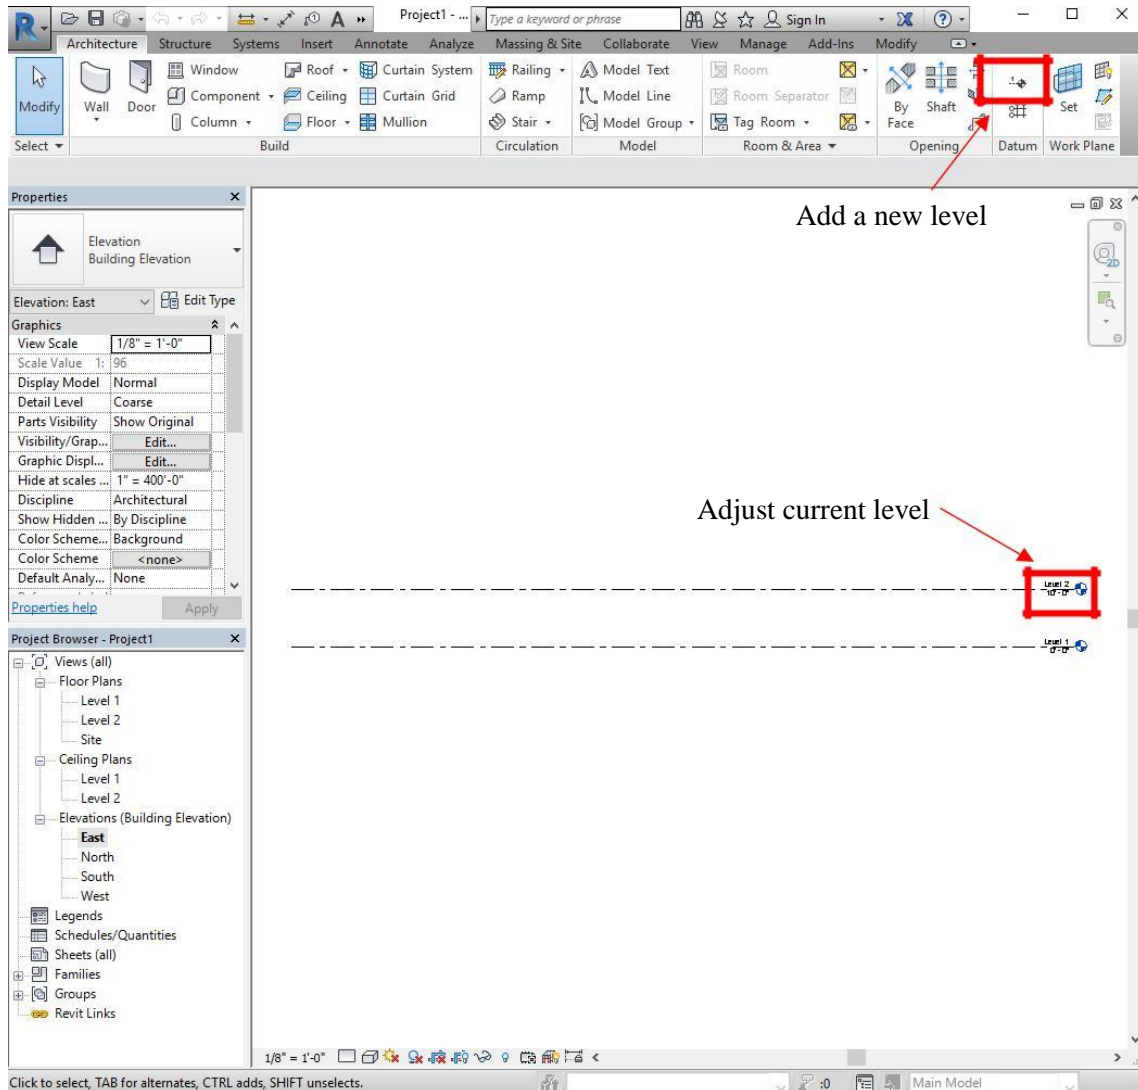 Project1 - ... Type a keyword or phrase Sign In
Architecture Structure Systems Insert Annotate Analyze Massing & Site Collaborate View Manage Add-Ins Modify
Window Roof Curtain System Railing Model Text Room
Component Ceiling Curtain Grid Ramp Model Line Room Separator
Modify Wall Door By Face Shaft Set
Column Floor Mullion Stair Model Group Tag Room
Select Build Circulation Model Room & Area Opening Datum Work Plane
Properties
Elevation
Building Elevation
Elevation: East Edit Type
Graphics
View Scale 1/8" = 1'-0"
Scale Value 1: 96
Display Model Normal
Detail Level Coarse
Parts Visibility Show Original
Visibility/Grap... Edit...
Graphic Displ... Edit...
Hide at scales ... 1" = 400'-0"
Discipline Architectural
Show Hidden ... By Discipline
Color Scheme... Background
Color Scheme <none>
Default Analy... None
Properties help Apply
Project Browser - Project1
Views (all)
Floor Plans
Level 1
Level 2
Site
Ceiling Plans
Level 1
Level 2
Elevations (Building Elevation)
East
North
South
West
Legends
Schedules/Quantities
Sheets (all)
Families
Groups
Revit Links
Add a new level
2D
Adjust current level
Level 2
10' - 0"
Level 1
0' - 0"
1/8" = 1'-0"
Click to select, TAB for alternates, CTRL adds, SHIFT unselects. :0 Main Model